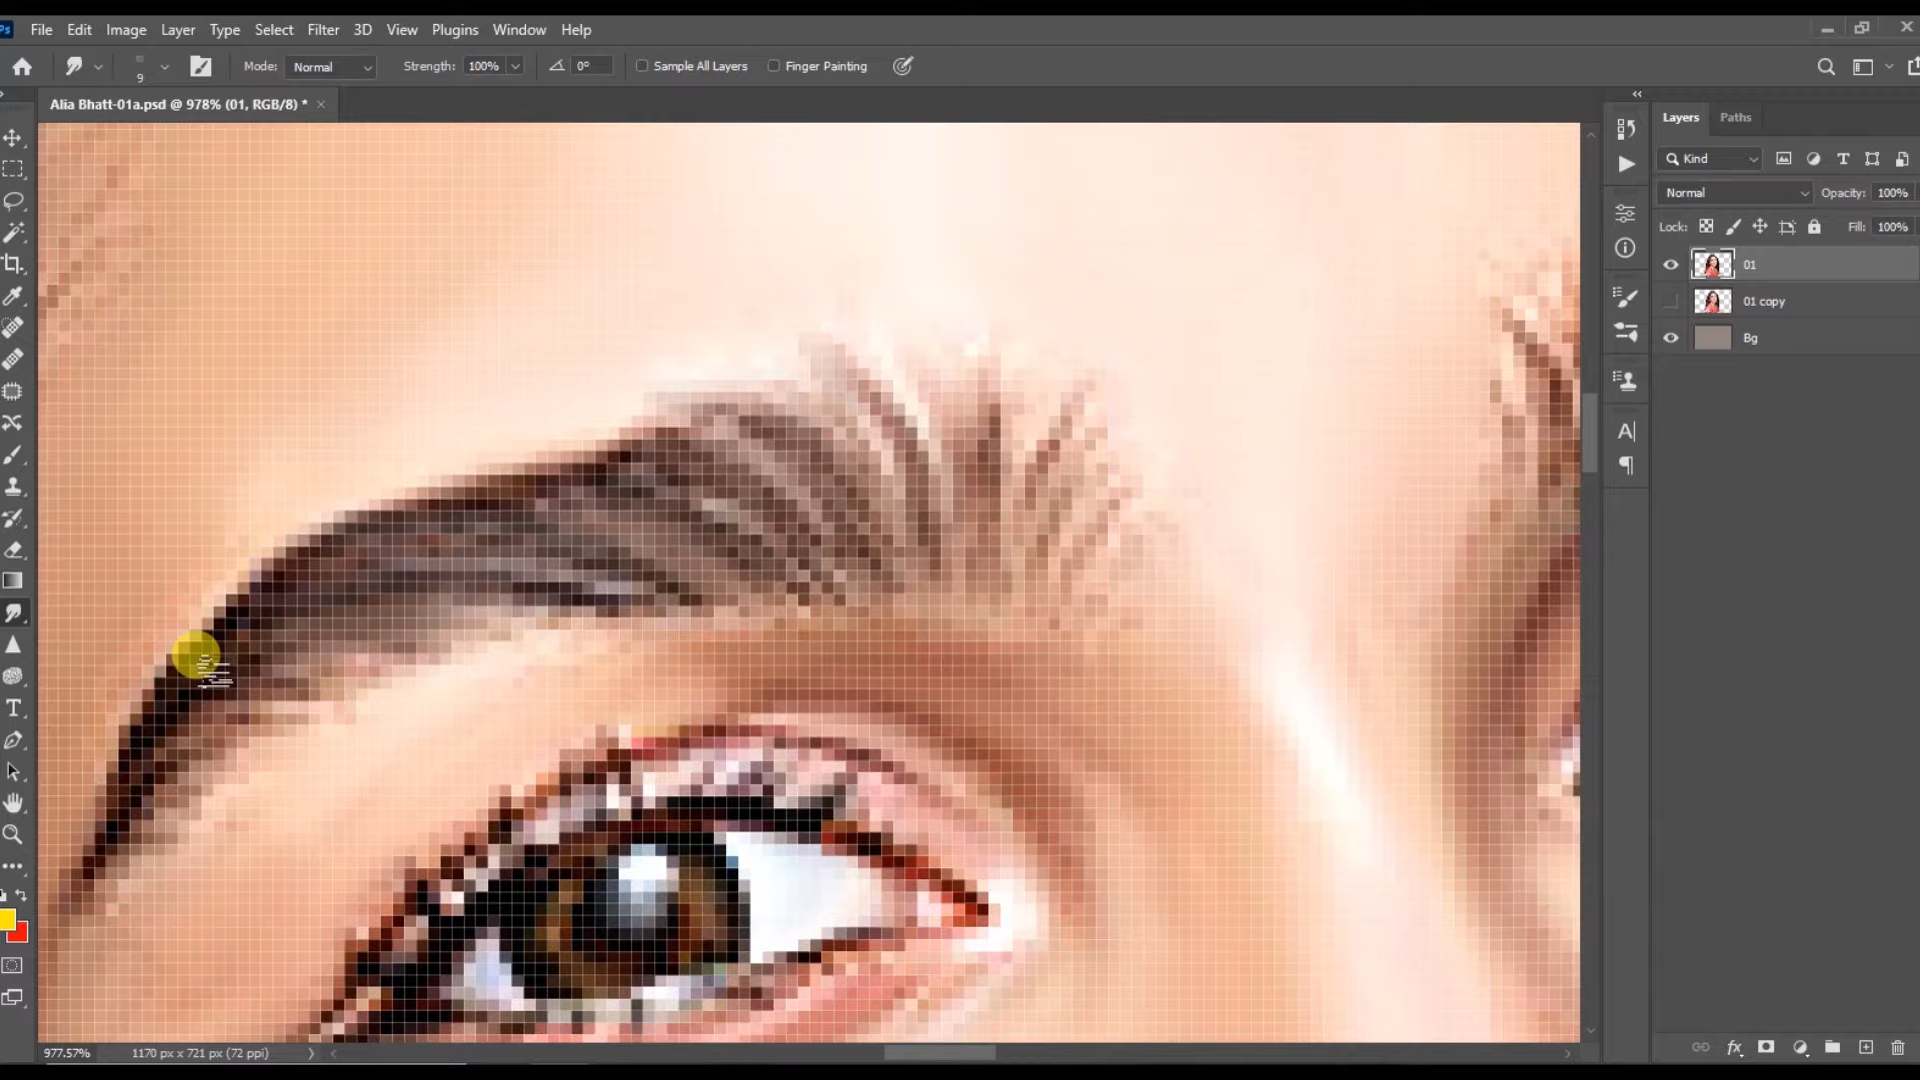 Ps File Edit Image Layer Select Type Filter 3D View Plugins Window Help
9 Mode: Normal Strength: 100% 0° Sample All Layers Finger Painting
Alia Bhatt-01a.psd @ 978% (01, RGB/8) * ×
Layers Paths
Kind
Normal Opacity: 100%
Lock: Fill: 100%
01
01 copy
Bg
977.57% 1170 px x 721 px (72 ppi)